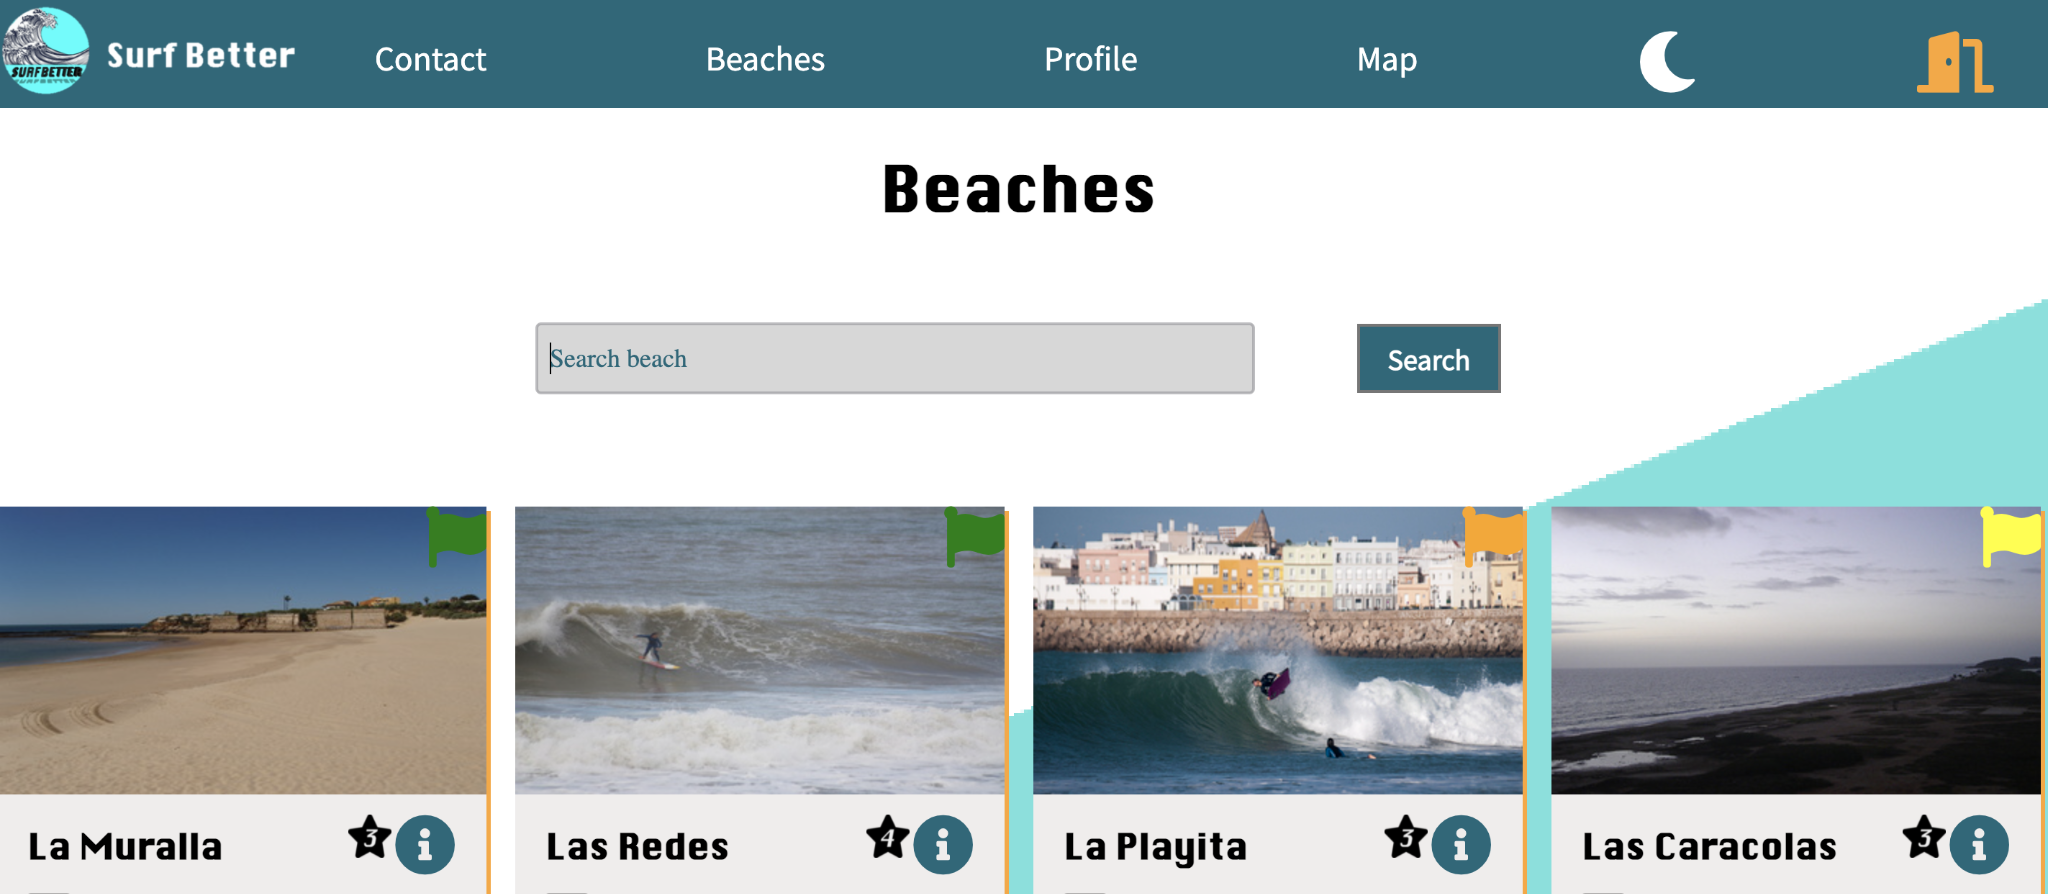 SURFBETTER
Surf Better
Contact
Beaches
Profile
Map
Beaches
Search beach
Search
La Muralla
3
i
Las Redes
4
i
La Playita
3
i
Las Caracolas
3
i